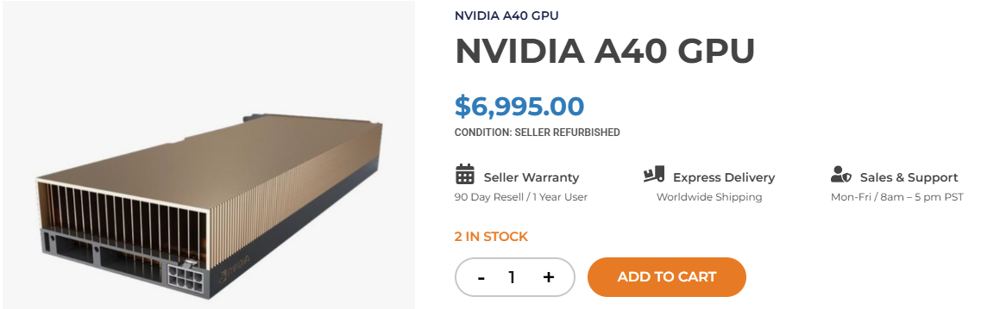 NVIDIA A40 GPU
NVIDIA A40 GPU
$6,995.00
CONDITION: SELLER REFURBISHED
Seller Warranty
90 Day Resell / 1 Year User
Express Delivery
Worldwide Shipping
Sales & Support
Mon-Fri / 8am – 5 pm PST
2 IN STOCK
- 1 +
ADD TO CART
NVIDIA